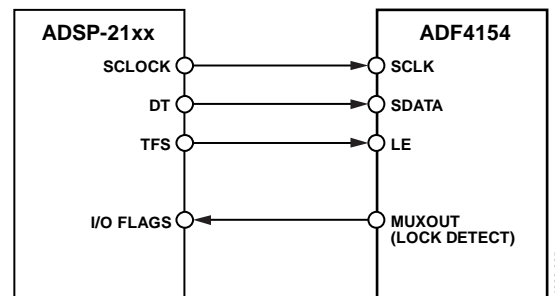 ADSP-21xx
ADF4154
SCLOCK
SCLK
DT
SDATA
TFS
LE
I/O FLAGS
MUXOUT
(LOCK DETECT)